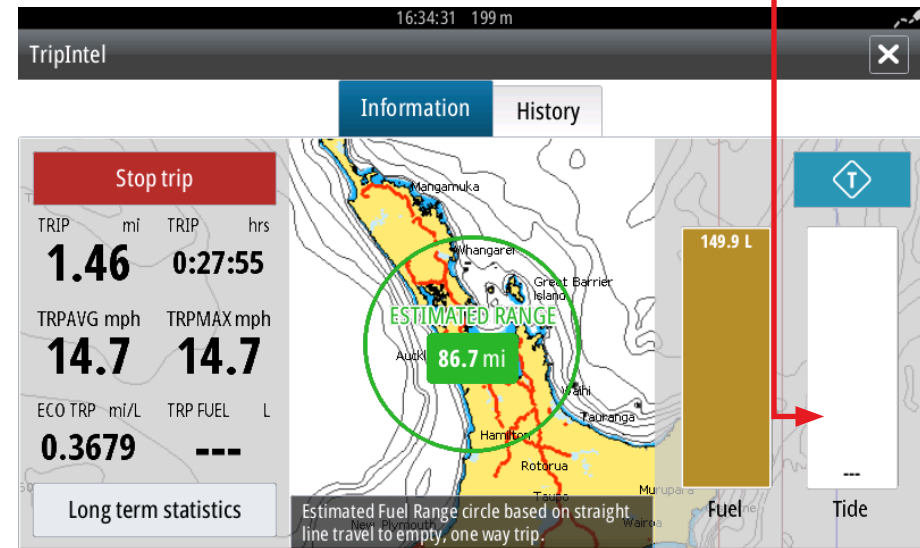 16:34:31 199 m
TripIntel
Information
History
Stop trip
TRIP mi TRIP hrs
1.46 0:27:55
TRPAVG mph TRPMAX mph
14.7 14.7
ECO TRP mi/L TRP FUEL L
0.3679 ---
Long term statistics
Mangamuka
Whangarei
Great Barrier
Island
ESTIMATED RANGE
86.7 mi
Waihi
Tauranga
Hamilton
Rotorua
Taupo
Murupara
New Plymouth
Wairoa
Estimated Fuel Range circle based on straight
line travel to empty, one way trip.
149.9 L
Fuel
T
---
Tide